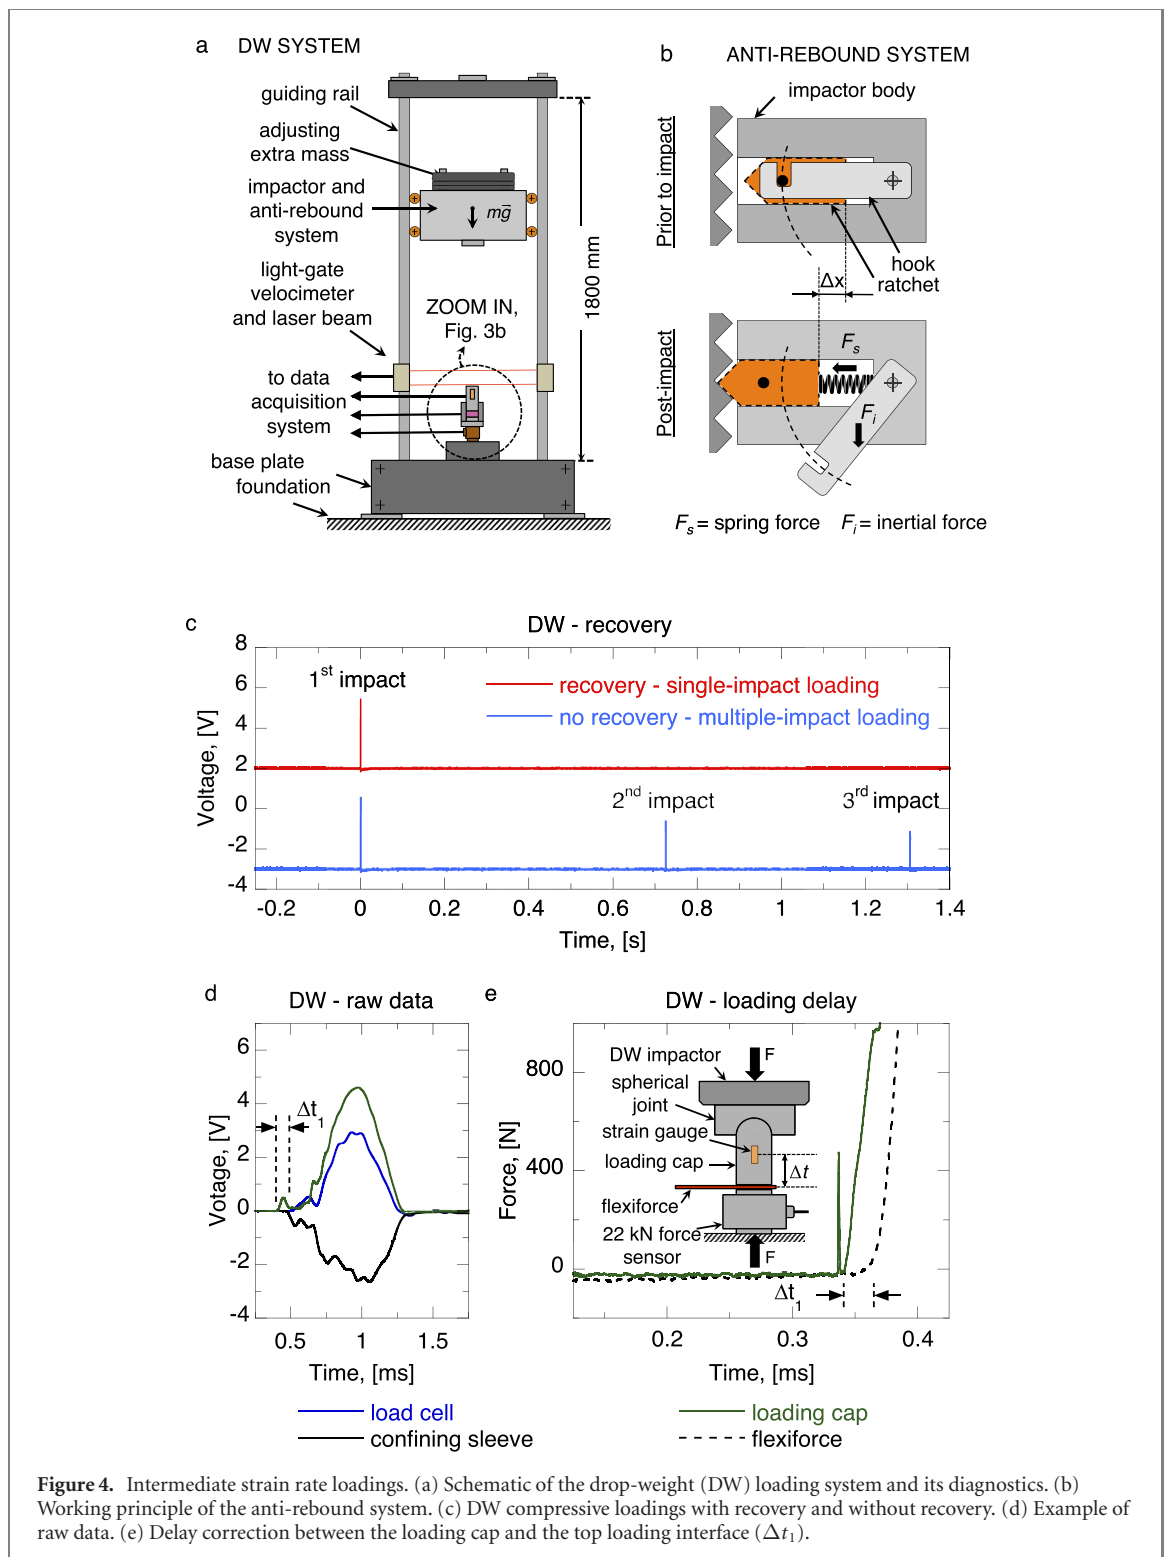 a DW SYSTEM
guiding rail
adjusting
extra mass
impactor and
anti-rebound
system
mg⃗
light-gate
velocimeter
and laser beam
ZOOM IN,
Fig. 3b
1800 mm
to data
acquisition
system
base plate
foundation
b ANTI-REBOUND SYSTEM
impactor body
Prior to impact
hook
ratchet
Δx
Post-impact
Fs
Fi
Fs = spring force Fi = inertial force
c DW - recovery
8
6
4
2
0
-2
-4
Voltage, [V]
1st impact
recovery - single-impact loading
no recovery - multiple-impact loading
2nd impact
3rd impact
-0.2 0 0.2 0.4 0.6 0.8 1 1.2 1.4
Time, [s]
d DW - raw data
6
4
2
0
-2
-4
Votage, [V]
Δt1
0.5 1 1.5
Time, [ms]
load cell
confining sleeve
e DW - loading delay
800
400
0
Force, [N]
DW impactor
F
spherical
joint
strain gauge
loading cap
Δt
flexiforce
22 kN force
sensor
F
Δt1
0.2 0.3 0.4
Time, [ms]
loading cap
flexiforce
Figure 4. Intermediate strain rate loadings. (a) Schematic of the drop-weight (DW) loading system and its diagnostics. (b)
Working principle of the anti-rebound system. (c) DW compressive loadings with recovery and without recovery. (d) Example of
raw data. (e) Delay correction between the loading cap and the top loading interface (Δt1).